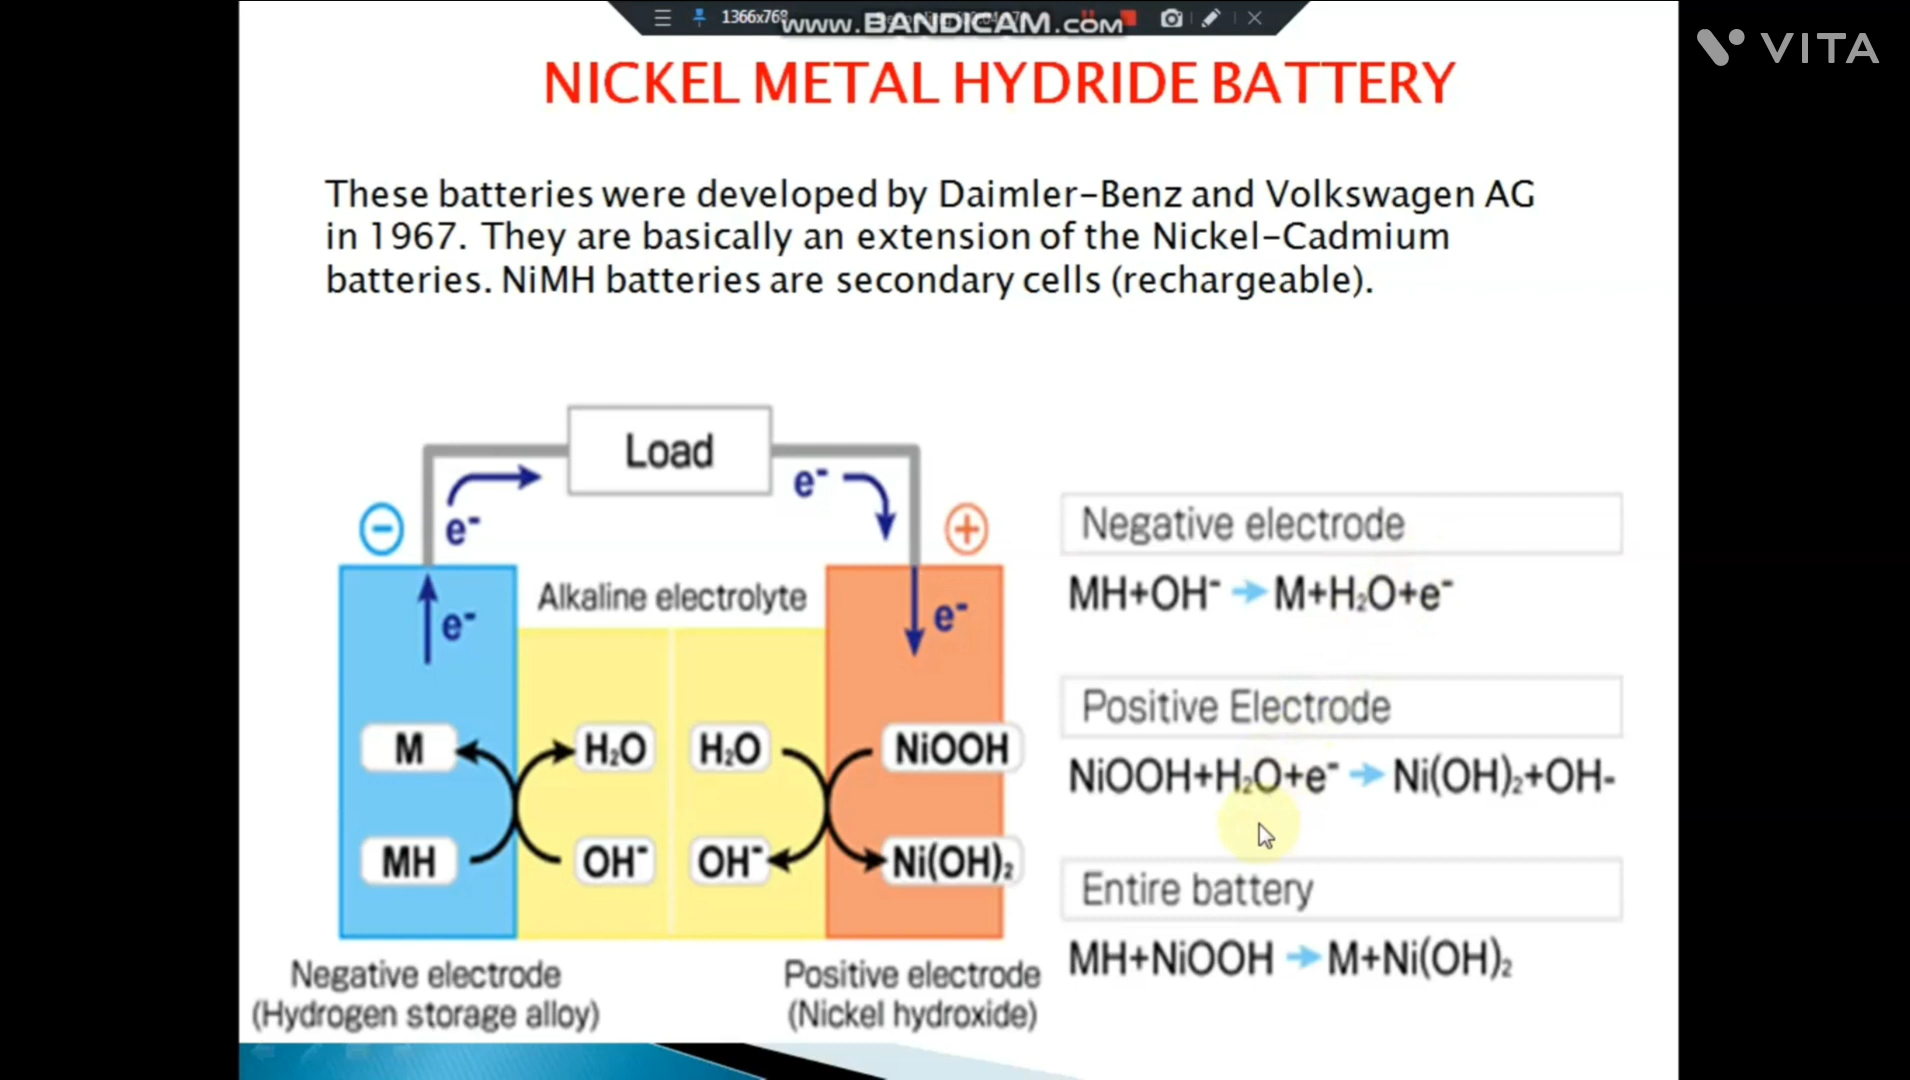 1366x768
www.BANDICAM.com
VITA
NICKEL METAL HYDRIDE BATTERY
These batteries were developed by Daimler-Benz and Volkswagen AG
in 1967. They are basically an extension of the Nickel-Cadmium
batteries. NiMH batteries are secondary cells (rechargeable).
Load
e⁻
e⁻
−
+
Alkaline electrolyte
e⁻
e⁻
M
H₂O
H₂O
NiOOH
MH
OH⁻
OH⁻
Ni(OH)₂
Negative electrode
(Hydrogen storage alloy)
Positive electrode
(Nickel hydroxide)
Negative electrode
MH+OH⁻ → M+H₂O+e⁻
Positive Electrode
NiOOH+H₂O+e⁻ → Ni(OH)₂+OH-
Entire battery
MH+NiOOH → M+Ni(OH)₂